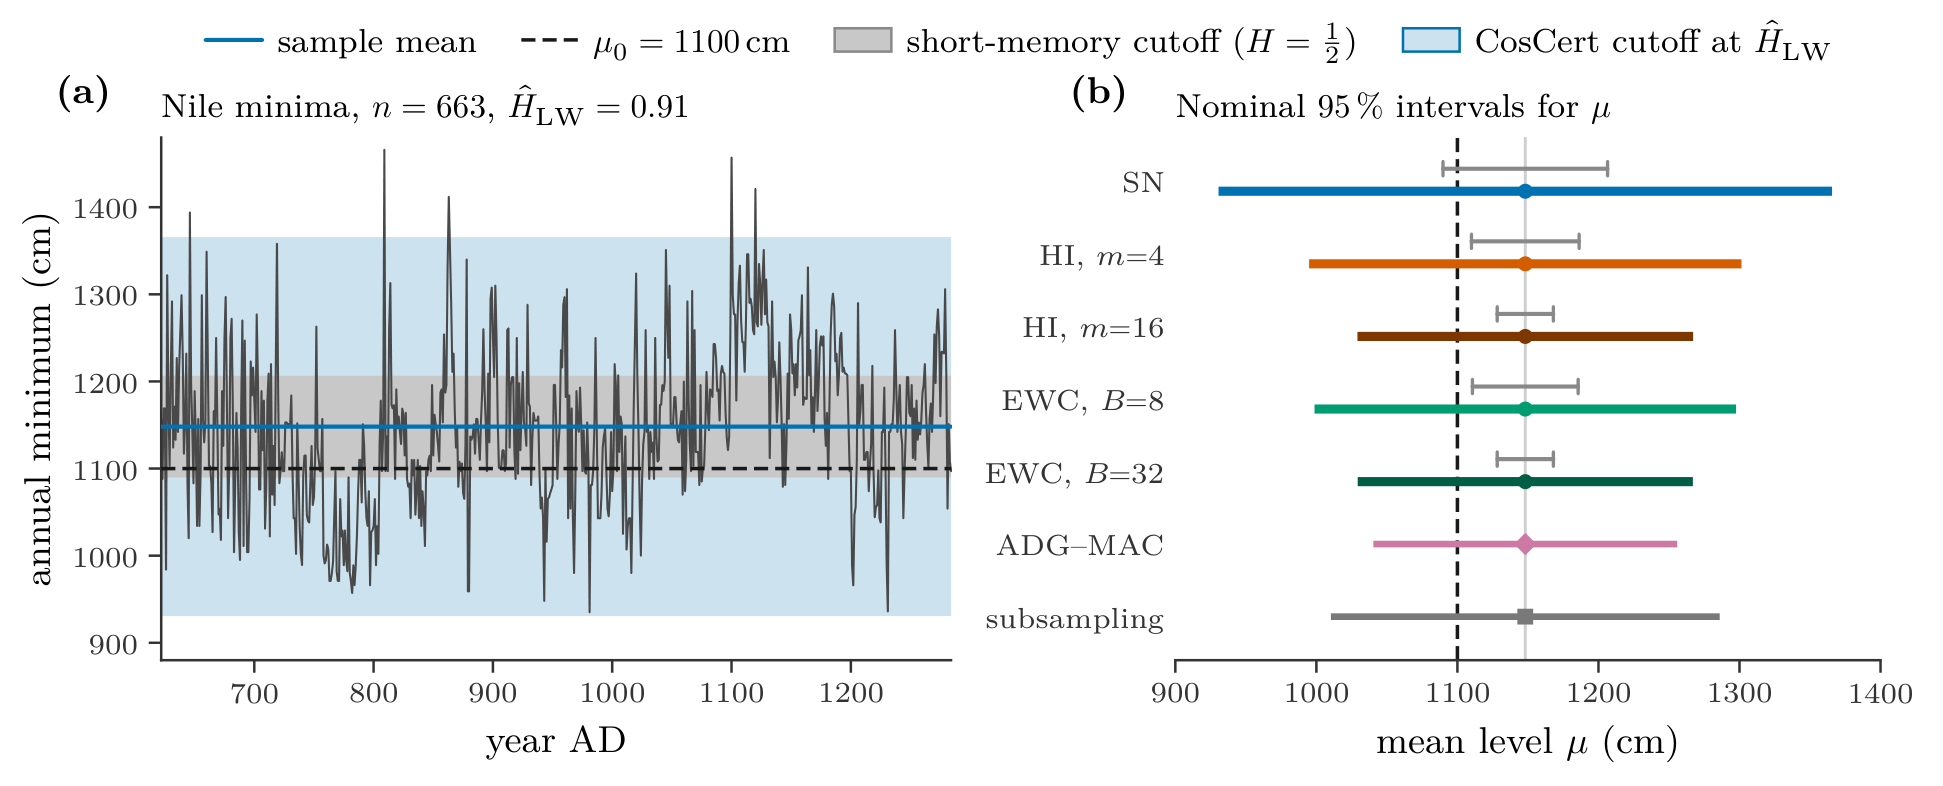 sample mean
μ₀ = 1100 cm
short-memory cutoff (H = 1/2)
CosCert cutoff at Ĥ_LW
(a)
Nile minima, n = 663, Ĥ_LW = 0.91
annual minimum (cm)
1400
1300
1200
1100
1000
900
700 800 900 1000 1100 1200
year AD
(b)
Nominal 95 % intervals for μ
SN
HI, m=4
HI, m=16
EWC, B=8
EWC, B=32
ADG–MAC
subsampling
900 1000 1100 1200 1300 1400
mean level μ (cm)